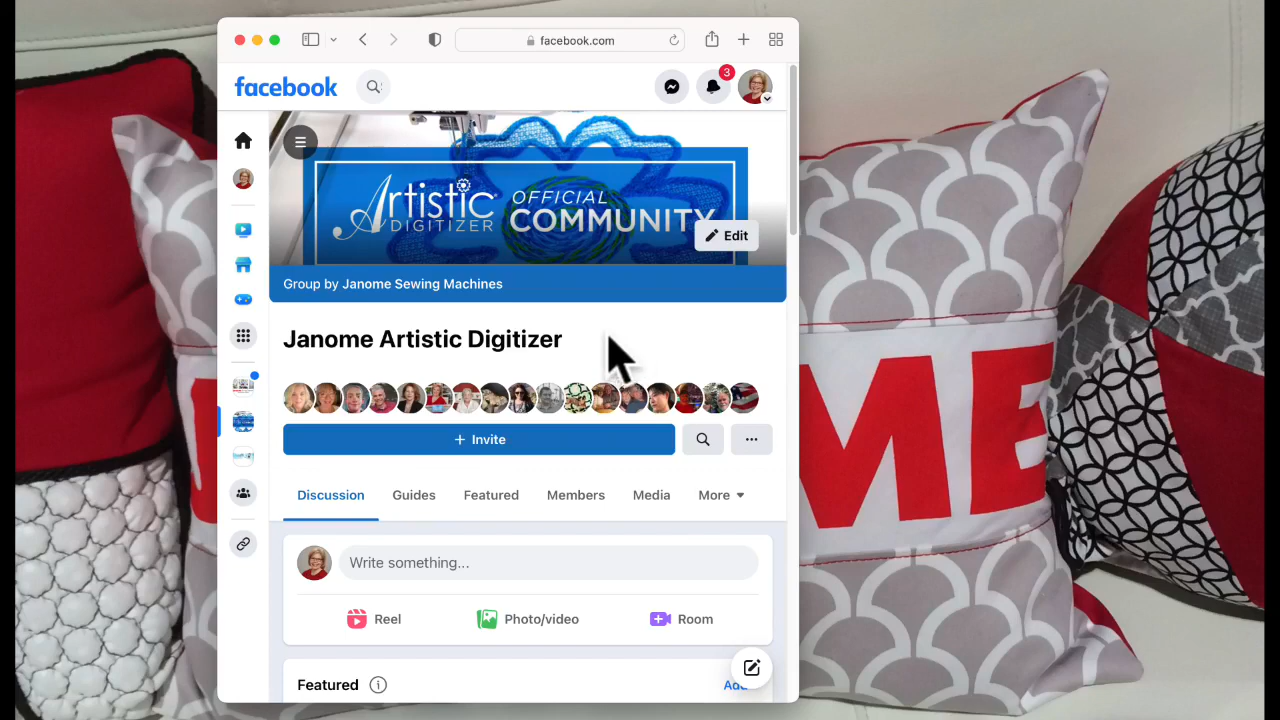 facebook.com
facebook
3
Artistic
DIGITIZER
OFFICIAL
COMMUNITY
Edit
Group by Janome Sewing Machines
Janome Artistic Digitizer
+ Invite
Discussion Guides Featured Members Media More
Write something...
Reel Photo/video Room
Featured
ME